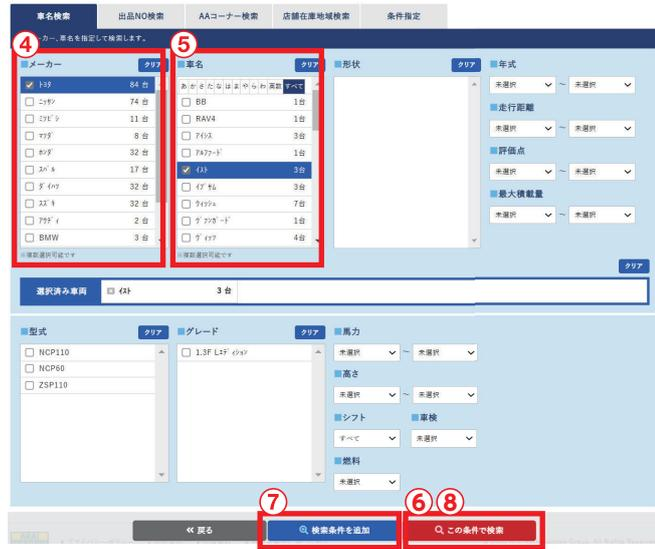 車名検索 出品NO検索 AAコーナー検索 店舗在庫地域検索 条件指定
④ ⑤
カー、車名を指定して検索します。
■メーカー クリア
トヨタ 84 台
ニッサン 74 台
ミツビシ 11 台
マツダ 8 台
ホンダ 32 台
スバル 17 台
ダイハツ 32 台
スズキ 32 台
アウディ 2 台
BMW 3 台
※複数選択可能です
■車名 クリア
あ か さ た な は ま や ら わ 英数 すべて
BB 1台
RAV4 1台
アイシス 3台
アルファード 1台
イスト 3台
イプサム 3台
ウィッシュ 7台
ヴァンガード 1台
ヴィッツ 4台
※複数選択可能です
■形状 クリア
■年式
未選択 ~ 未選択
■走行距離
未選択 ~ 未選択
■評価点
未選択 ~ 未選択
■最大積載量
未選択 ~ 未選択
クリア
選択済み車両 イスト 3 台
■型式 クリア
NCP110
NCP60
ZSP110
■グレード クリア
1.3F Lエディション
■馬力
未選択 ~ 未選択
■高さ
未選択 ~ 未選択
■シフト ■車検
すべて 未選択
■燃料
未選択
⑦ ⑥ ⑧
戻る 検索条件を追加 この条件で検索